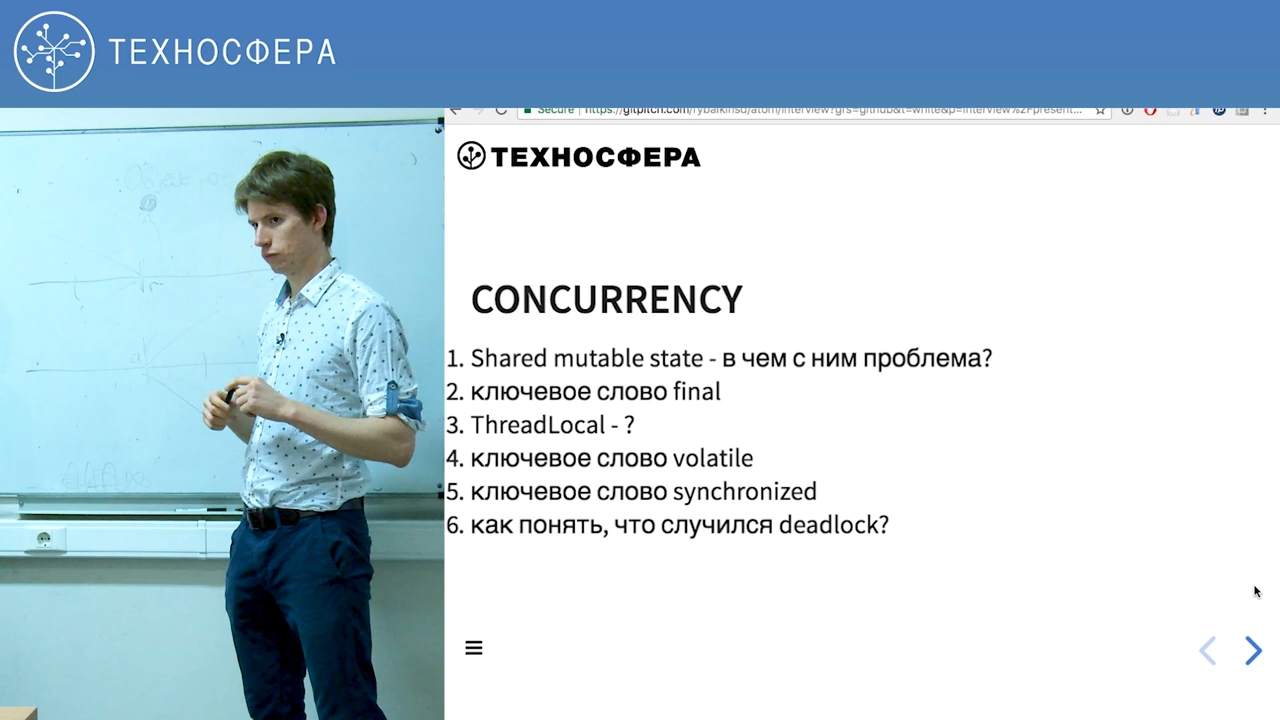 ТЕХНОСФЕРА
Secure
ТЕХНОСФЕРА
CONCURRENCY
1. Shared mutable state - в чем с ним проблема?
2. ключевое слово final
3. ThreadLocal - ?
4. ключевое слово volatile
5. ключевое слово synchronized
6. как понять, что случился deadlock?